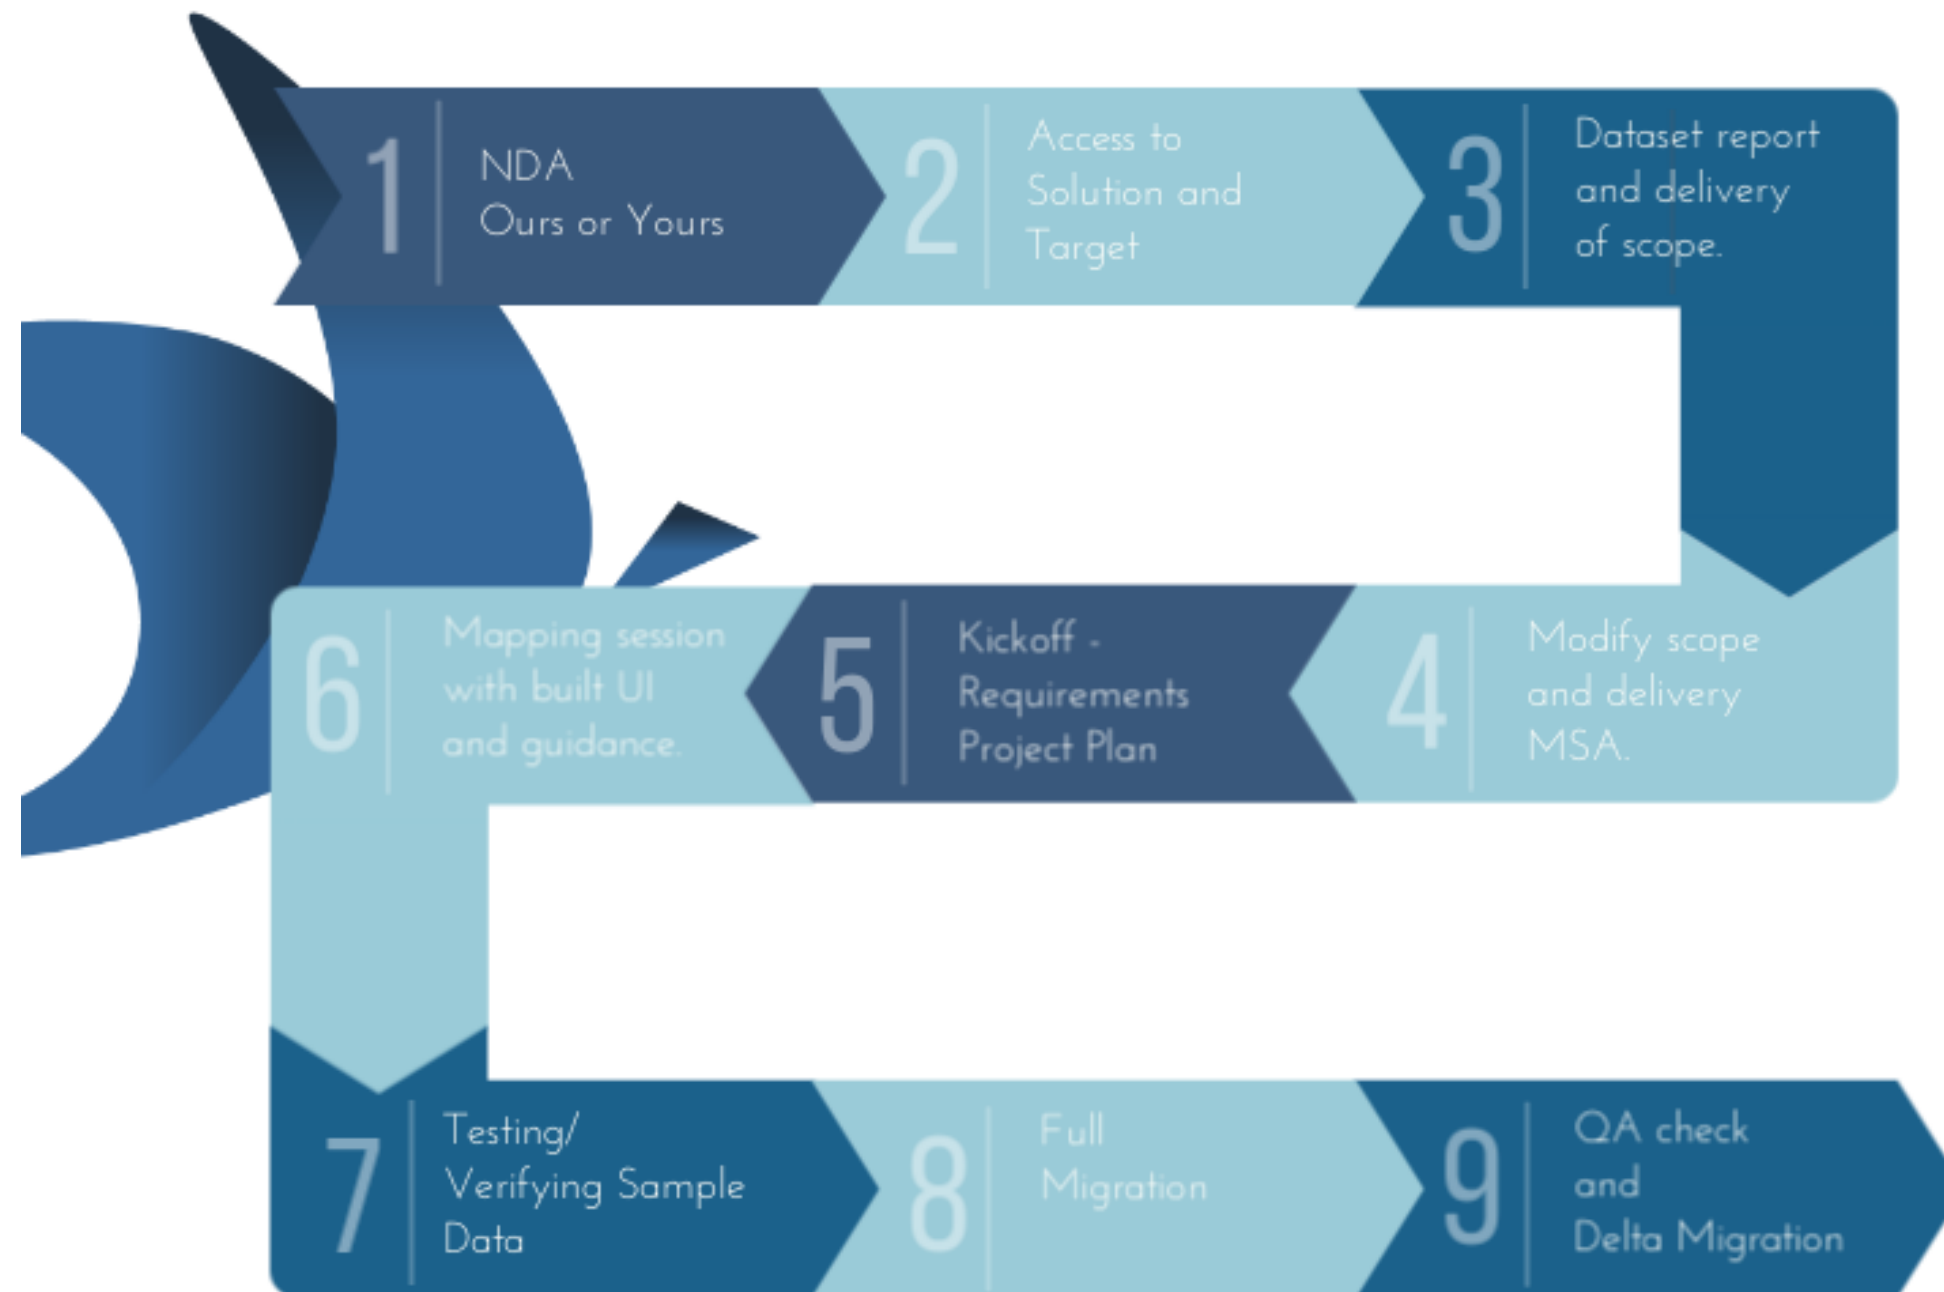 1
NDA
Ours or Yours
2
Access to
Solution and
Target
3
Dataset report
and delivery
of scope.
4
Modify scope
and delivery
MSA.
5
Kickoff -
Requirements
Project Plan
6
Mapping session
with built UI
and guidance.
7
Testing/
Verifying Sample
Data
8
Full
Migration
9
QA check
and
Delta Migration